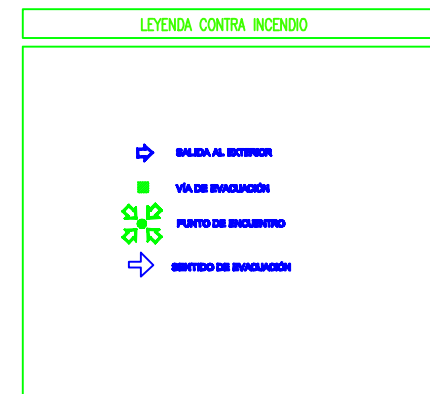 LEYENDA CONTRA INCENDIO
SALIDA AL EXTERIOR
VÍA DE EVACUACIÓN
PUNTO DE ENCUENTRO
SENTIDO DE EVACUACIÓN